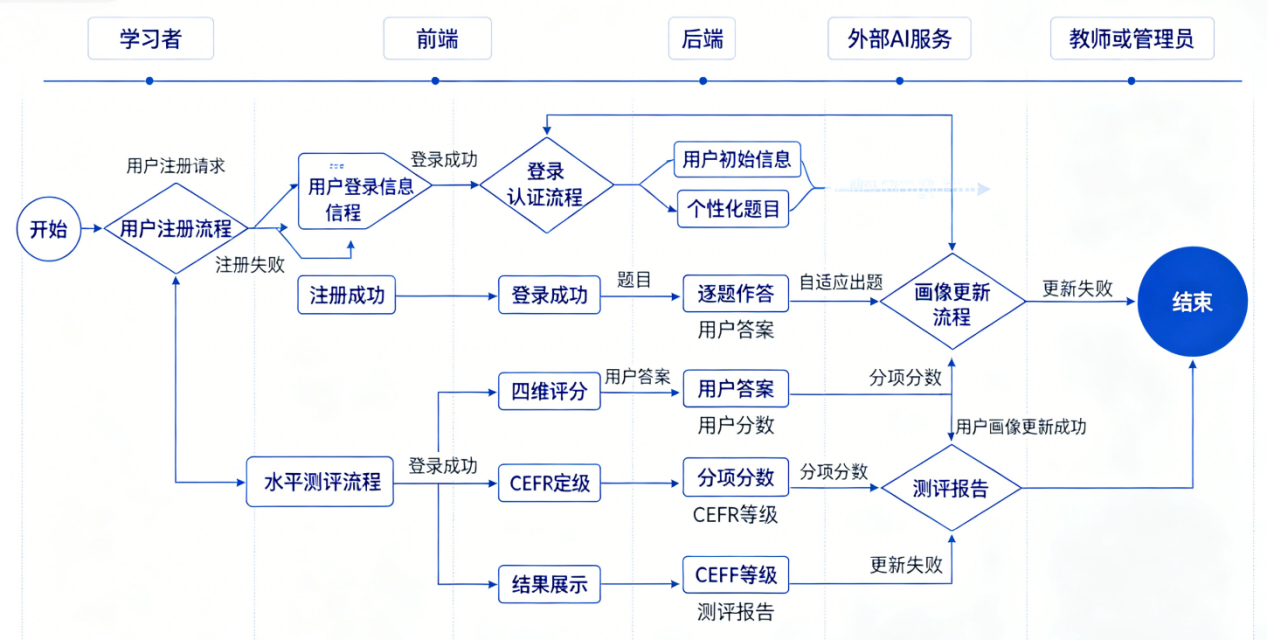 学习者
前端
后端
外部AI服务
教师或管理员
用户注册请求
开始
用户注册流程
注册失败
用户登录信息
信程
登录成功
登录
认证流程
用户初始信息
个性化题目
注册成功
登录成功
题目
逐题作答
用户答案
自适应出题
画像更新
流程
更新失败
结束
四维评分
用户答案
用户答案
用户分数
分项分数
用户画像更新成功
水平测评流程
登录成功
CEFR定级
分项分数
CEFR等级
分项分数
测评报告
结果展示
CEFF等级
测评报告
更新失败